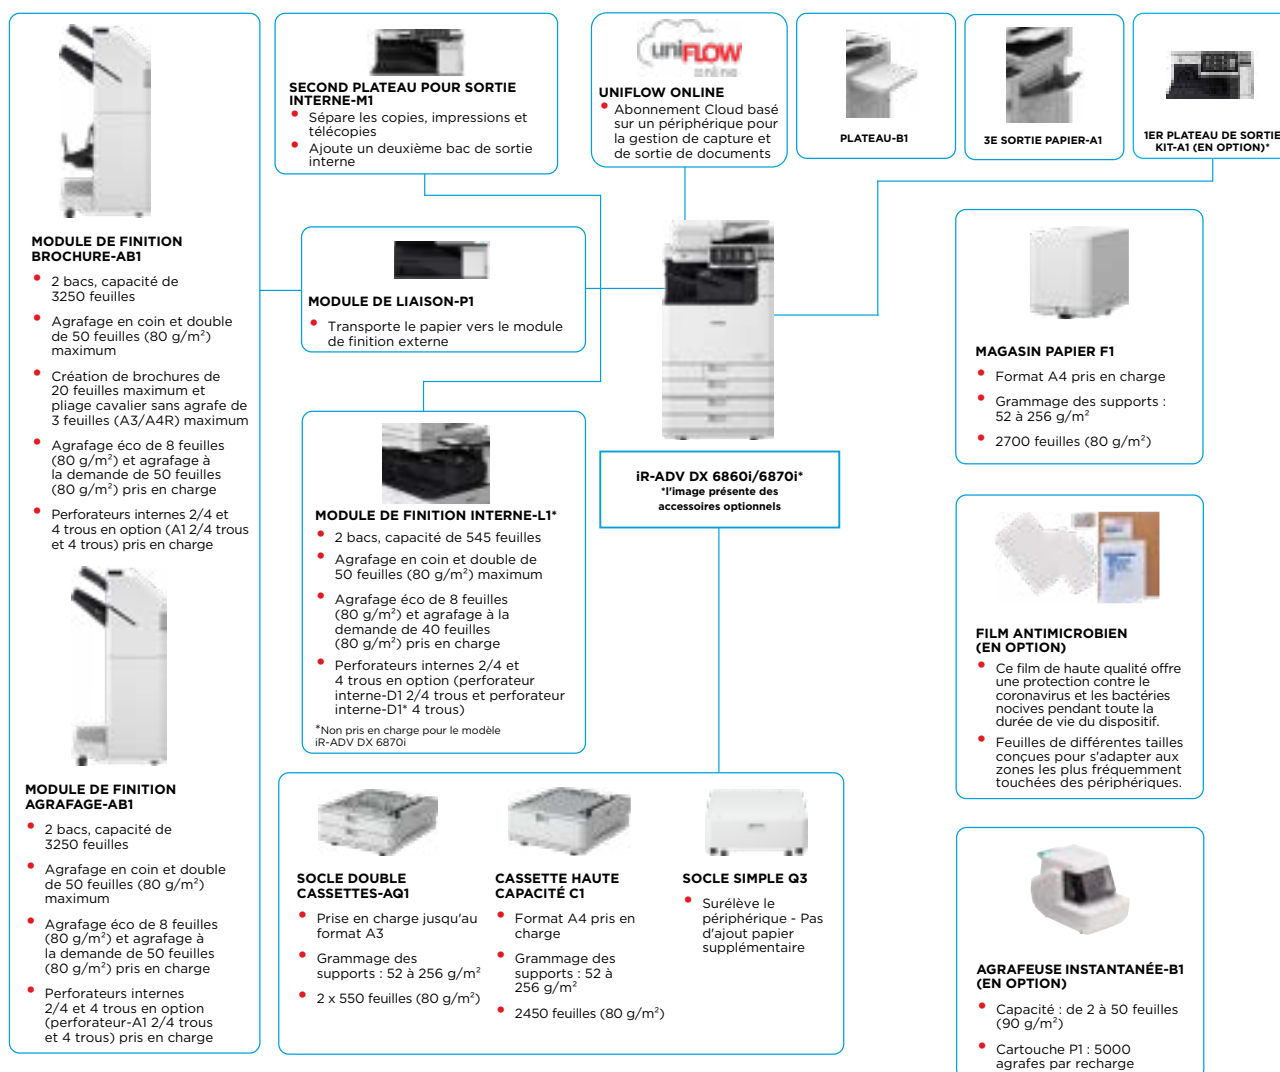 MODULE DE FINITION
BROCHURE-AB1
• 2 bacs, capacité de
3250 feuilles
• Agrafage en coin et double
de 50 feuilles (80 g/m²)
maximum
• Création de brochures de
20 feuilles maximum et
pliage cavalier sans agrafe de
3 feuilles (A3/A4R) maximum
• Agrafage éco de 8 feuilles
(80 g/m²) et agrafage à
la demande de 50 feuilles
(80 g/m²) pris en charge
• Perforateurs internes 2/4 et
4 trous en option (A1 2/4 trous
et 4 trous) pris en charge
MODULE DE FINITION
AGRAFAGE-AB1
• 2 bacs, capacité de
3250 feuilles
• Agrafage en coin et double
de 50 feuilles (80 g/m²)
maximum
• Agrafage éco de 8 feuilles
(80 g/m²) et agrafage à
la demande de 50 feuilles
(80 g/m²) pris en charge
• Perforateurs internes
2/4 et 4 trous en option
(perforateur-A1 2/4 trous
et 4 trous) pris en charge
SECOND PLATEAU POUR SORTIE
INTERNE-M1
• Sépare les copies, impressions et
télécopies
• Ajoute un deuxième bac de sortie
interne
uniFLOW
online
UNIFLOW ONLINE
• Abonnement Cloud basé
sur un périphérique pour
la gestion de capture et
de sortie de documents
PLATEAU-B1
3E SORTIE PAPIER-A1
1ER PLATEAU DE SORTIE
KIT-A1 (EN OPTION)*
MODULE DE LIAISON-P1
• Transporte le papier vers le module
de finition externe
MODULE DE FINITION INTERNE-L1*
• 2 bacs, capacité de 545 feuilles
• Agrafage en coin et double de
50 feuilles (80 g/m²) maximum
• Agrafage éco de 8 feuilles
(80 g/m²) et agrafage à la
demande de 40 feuilles
(80 g/m²) pris en charge
• Perforateurs internes 2/4 et
4 trous en option (perforateur
interne-D1 2/4 trous et perforateur
interne-D1* 4 trous)
*Non pris en charge pour le modèle
iR-ADV DX 6870i
iR-ADV DX 6860i/6870i*
*l'image présente des
accessoires optionnels
SOCLE DOUBLE
CASSETTES-AQ1
• Prise en charge jusqu'au
format A3
• Grammage des
supports : 52 à 256 g/m²
• 2 x 550 feuilles (80 g/m²)
CASSETTE HAUTE
CAPACITÉ C1
• Format A4 pris en
charge
• Grammage des
supports : 52 à
256 g/m²
• 2450 feuilles (80 g/m²)
SOCLE SIMPLE Q3
• Surélève le
périphérique - Pas
d'ajout papier
supplémentaire
MAGASIN PAPIER F1
• Format A4 pris en charge
• Grammage des supports :
52 à 256 g/m²
• 2700 feuilles (80 g/m²)
FILM ANTIMICROBIEN
(EN OPTION)
• Ce film de haute qualité offre
une protection contre le
coronavirus et les bactéries
nocives pendant toute la
durée de vie du dispositif.
• Feuilles de différentes tailles
conçues pour s'adapter aux
zones les plus fréquemment
touchées des périphériques.
AGRAFEUSE INSTANTANÉE-B1
(EN OPTION)
• Capacité : de 2 à 50 feuilles
(90 g/m²)
• Cartouche P1 : 5000
agrafes par recharge